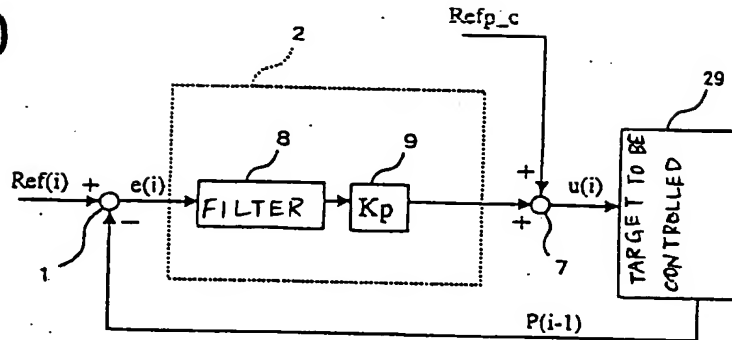 Refp_c
2
29
8
9
Ref(i)
+
e(i)
FILTER
Kp
+
+
u(i)
TARGET TO BE
CONTROLLED
−
1
7
P(i-1)